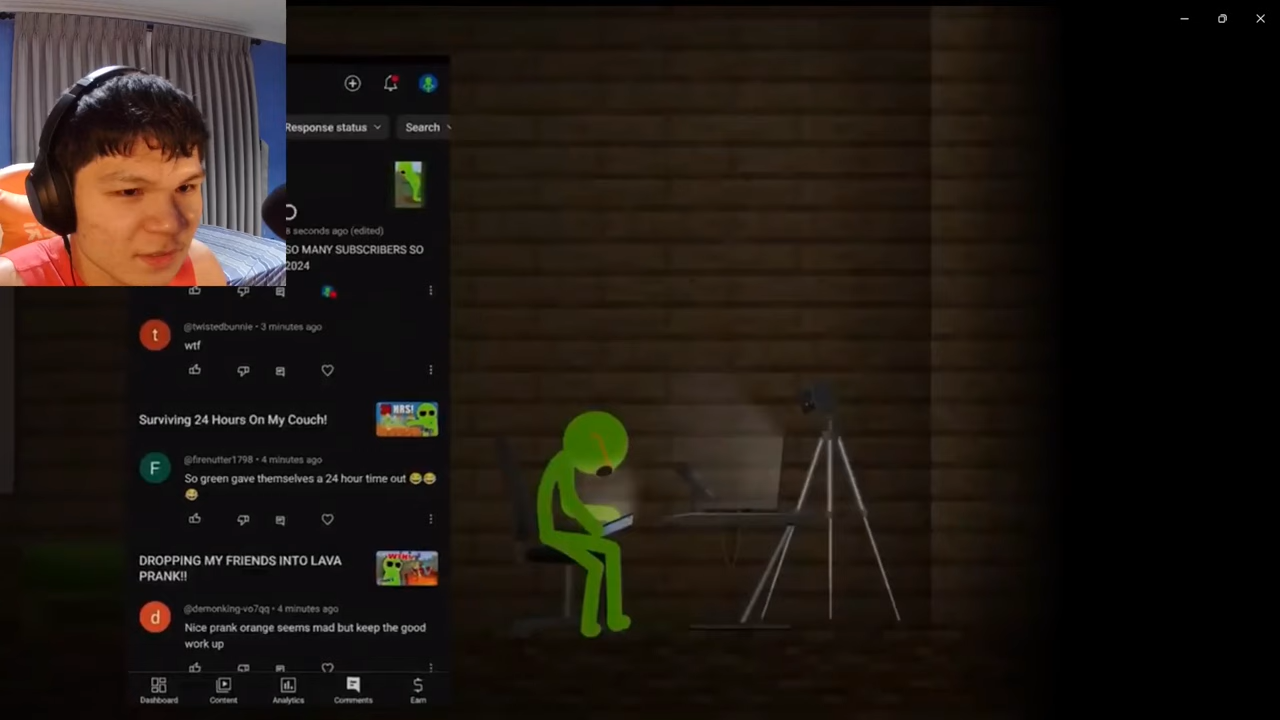 Response status
Search
8 seconds ago (edited)
SO MANY SUBSCRIBERS SO
2024
t
@twistedbunnie • 3 minutes ago
wtf
Surviving 24 Hours On My Couch!
HRS!
F
@firenutter1798 • 4 minutes ago
So green gave themselves a 24 hour time out 😂😂
😂
DROPPING MY FRIENDS INTO LAVA
PRANK!!
d
@demonking-vo7qq • 4 minutes ago
Nice prank orange seems mad but keep the good
work up
Dashboard
Content
Analytics
Comments
Earn